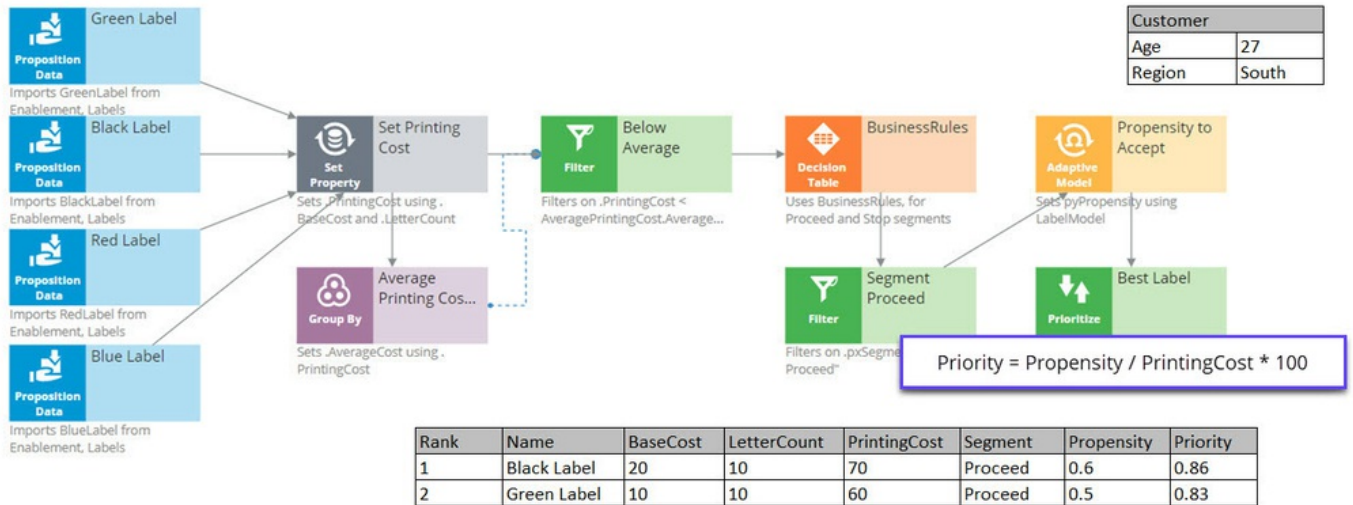 Green Label
Proposition
Data
Imports GreenLabel from
Enablement, Labels
Black Label
Proposition
Data
Imports BlackLabel from
Enablement, Labels
Red Label
Proposition
Data
Imports RedLabel from
Enablement, Labels
Blue Label
Proposition
Data
Imports BlueLabel from
Enablement, Labels
Set Printing
Cost
Set
Property
Sets .PrintingCost using .
BaseCost and .LetterCount
Average
Printing Cos...
Group By
Sets .AverageCost using .
PrintingCost
Below
Average
Filter
Filters on .PrintingCost <
AveragePrintingCost.Average...
BusinessRules
Decision
Table
Uses BusinessRules, for
Proceed and Stop segments
Segment
Proceed
Filter
Filters on .pxSegme
Proceed"
Propensity to
Accept
Adaptive
Model
Sets pyPropensity using
LabelModel
Best Label
Prioritize
Priority = Propensity / PrintingCost * 100
Customer
Age 27
Region South
Rank Name BaseCost LetterCount PrintingCost Segment Propensity Priority
1 Black Label 20 10 70 Proceed 0.6 0.86
2 Green Label 10 10 60 Proceed 0.5 0.83